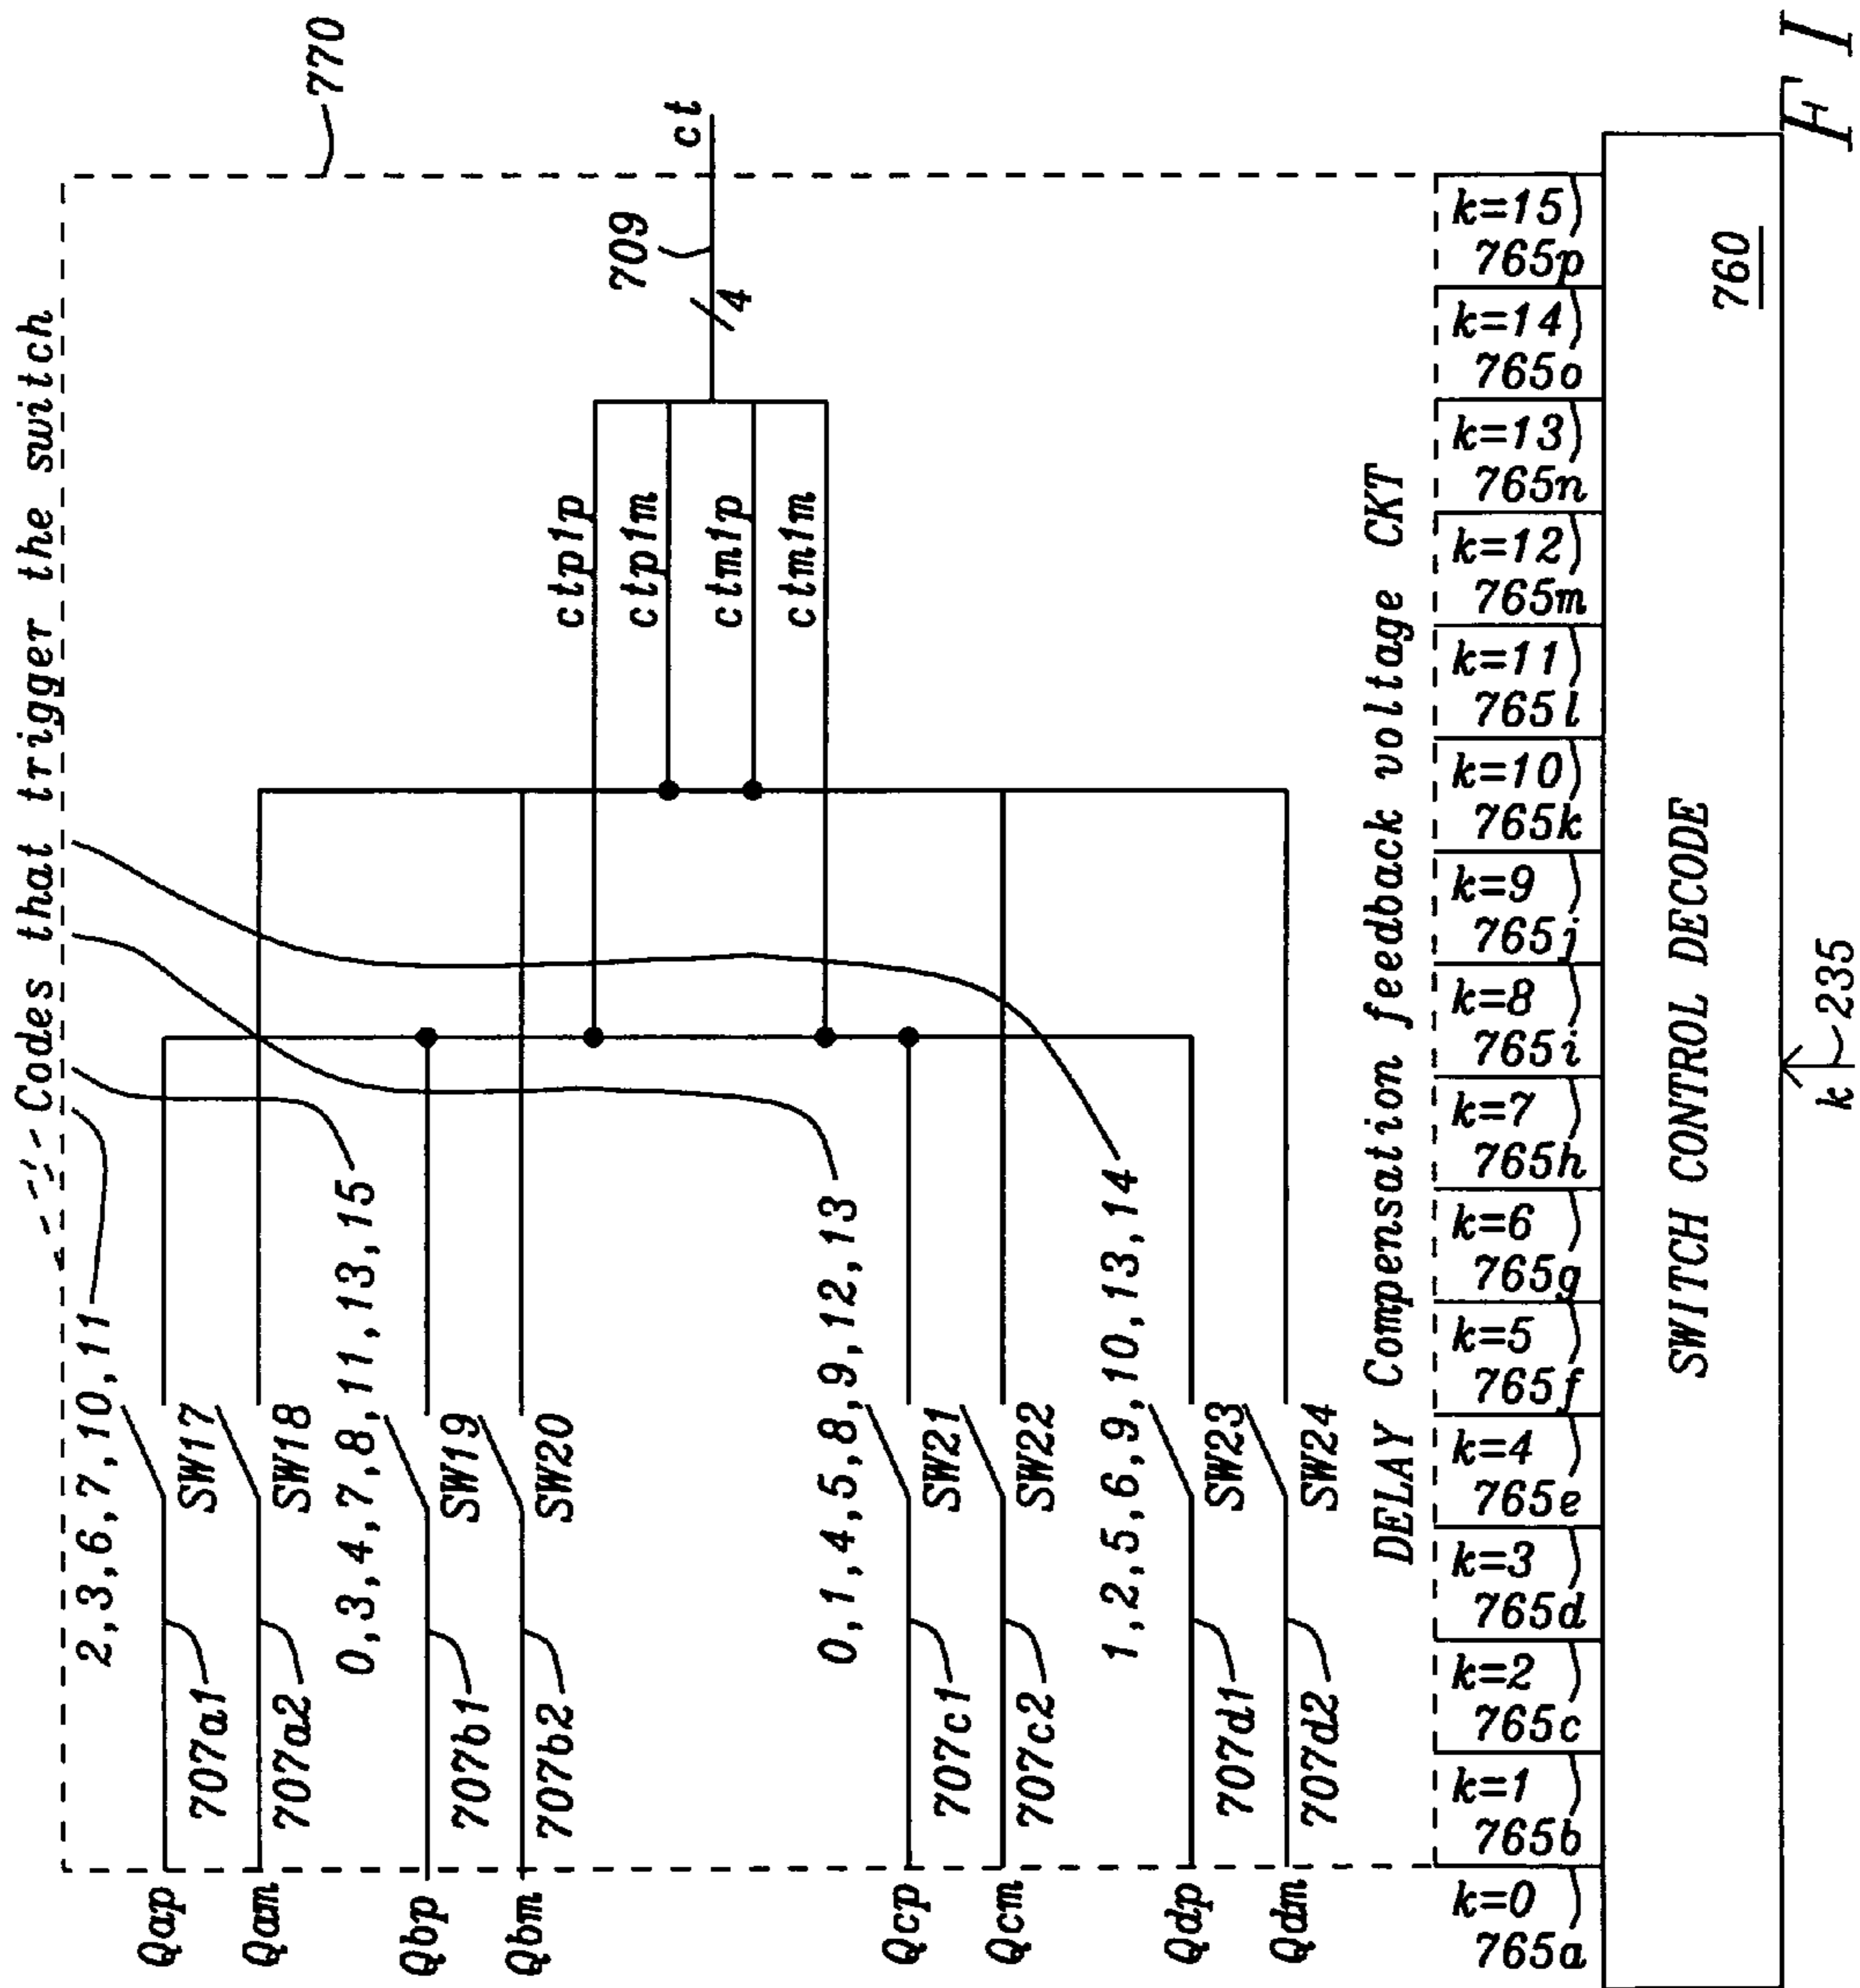 Codes that trigger the switch
770
2,3,6,7,10,11
Qap
SW17
707a1
Qam
SW18
707a2
0,3,4,7,8,11,13,15
Qbp
SW19
707b1
Qbm
SW20
707b2
ctp1p
ctp1m
ctm1p
ctm1m
709
4
ct
0,1,4,5,8,9,12,13
Qcp
SW21
707c1
Qcm
SW22
707c2
1,2,5,6,9,10,13,14
Qdp
SW23
707d1
Qdm
SW24
707d2
DELAY Compensation feedback voltage CKT
k=0 k=1 k=2 k=3 k=4 k=5 k=6 k=7 k=8 k=9 k=10 k=11 k=12 k=13 k=14 k=15
765a 765b 765c 765d 765e 765f 765g 765h 765i 765j 765k 765l 765m 765n 765o 765p
SWITCH CONTROL DECODE
760
k
235
F I